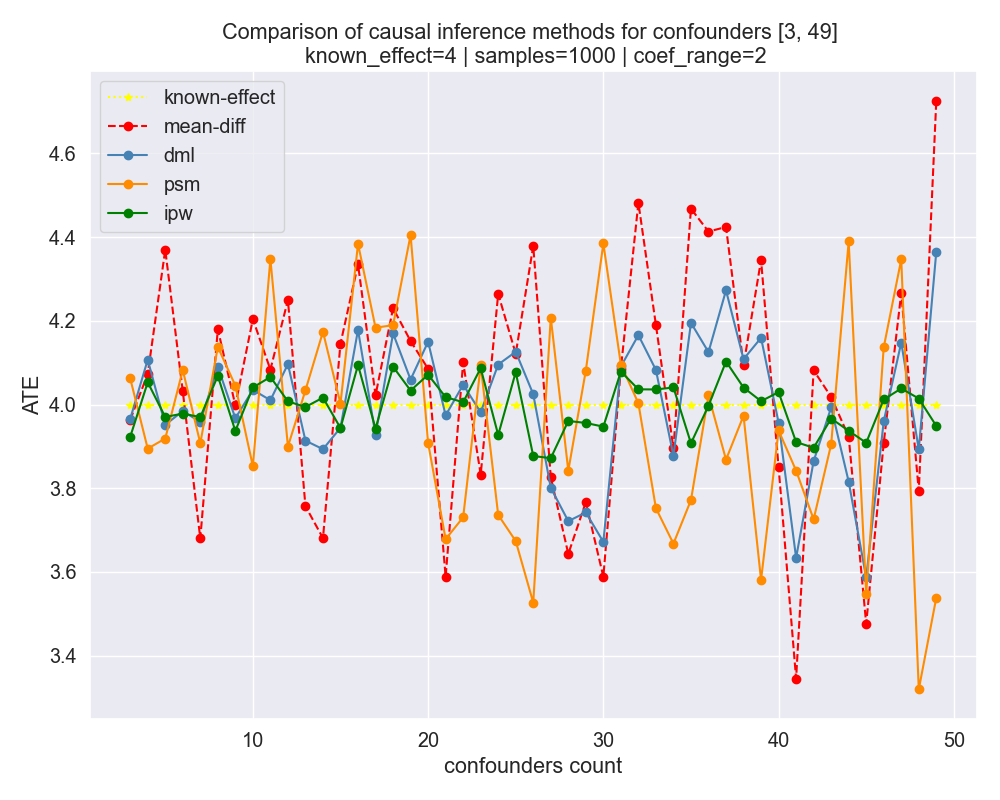 Comparison of causal inference methods for confounders [3, 49]
known_effect=4 | samples=1000 | coef_range=2
known-effect
mean-diff
dml
psm
ipw
ATE
4.6
4.4
4.2
4.0
3.8
3.6
3.4
10 20 30 40 50
confounders count